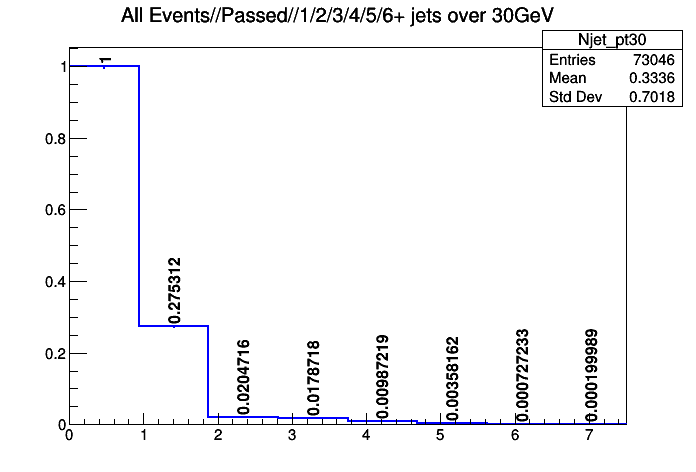 All Events//Passed//1/2/3/4/5/6+ jets over 30GeV
Njet_pt30
Entries 73046
Mean 0.3336
Std Dev 0.7018
1
0.8
0.6
0.4
0.2
0
1
0.275312
0.0204716
0.0178718
0.00987219
0.00358162
0.000727233
0.000199989
0 1 2 3 4 5 6 7